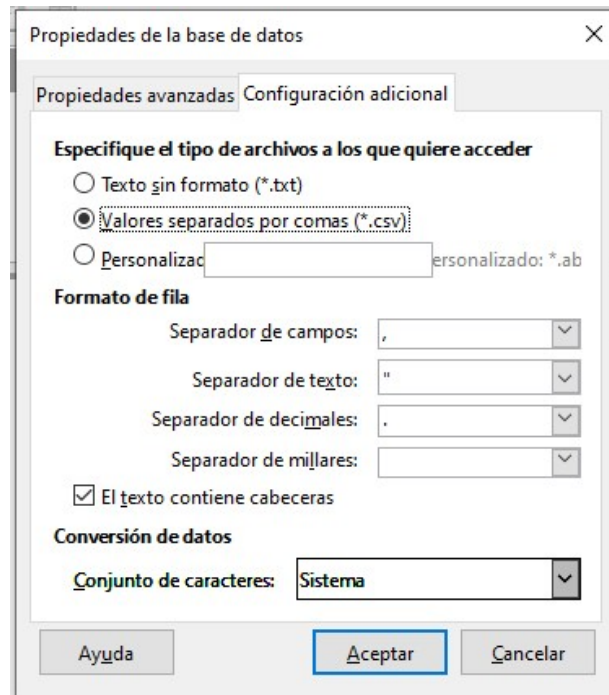 Propiedades de la base de datos
Propiedades avanzadas Configuración adicional
Especifique el tipo de archivos a los que quiere acceder
Texto sin formato (*.txt)
Valores separados por comas (*.csv)
Personalizad ersonalizado: *.ab
Formato de fila
Separador de campos: ,
Separador de texto: "
Separador de decimales: .
Separador de millares:
El texto contiene cabeceras
Conversión de datos
Conjunto de caracteres: Sistema
Ayuda Aceptar Cancelar